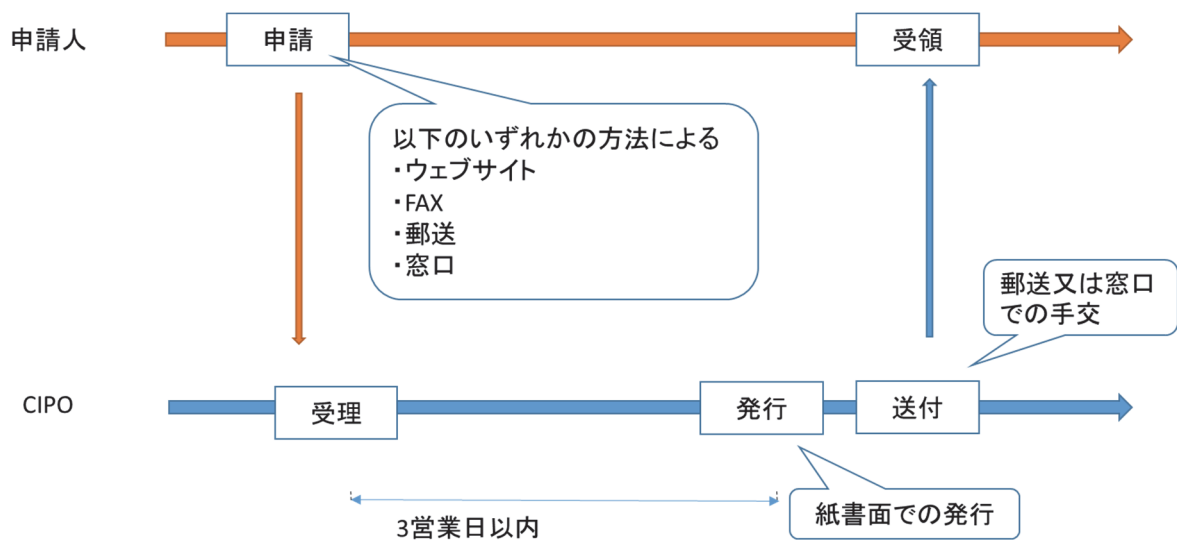 申請人
申請
受領
以下のいずれかの方法による
・ウェブサイト
・FAX
・郵送
・窓口
郵送又は窓口
での手交
CIPO
受理
発行
送付
3営業日以内
紙書面での発行